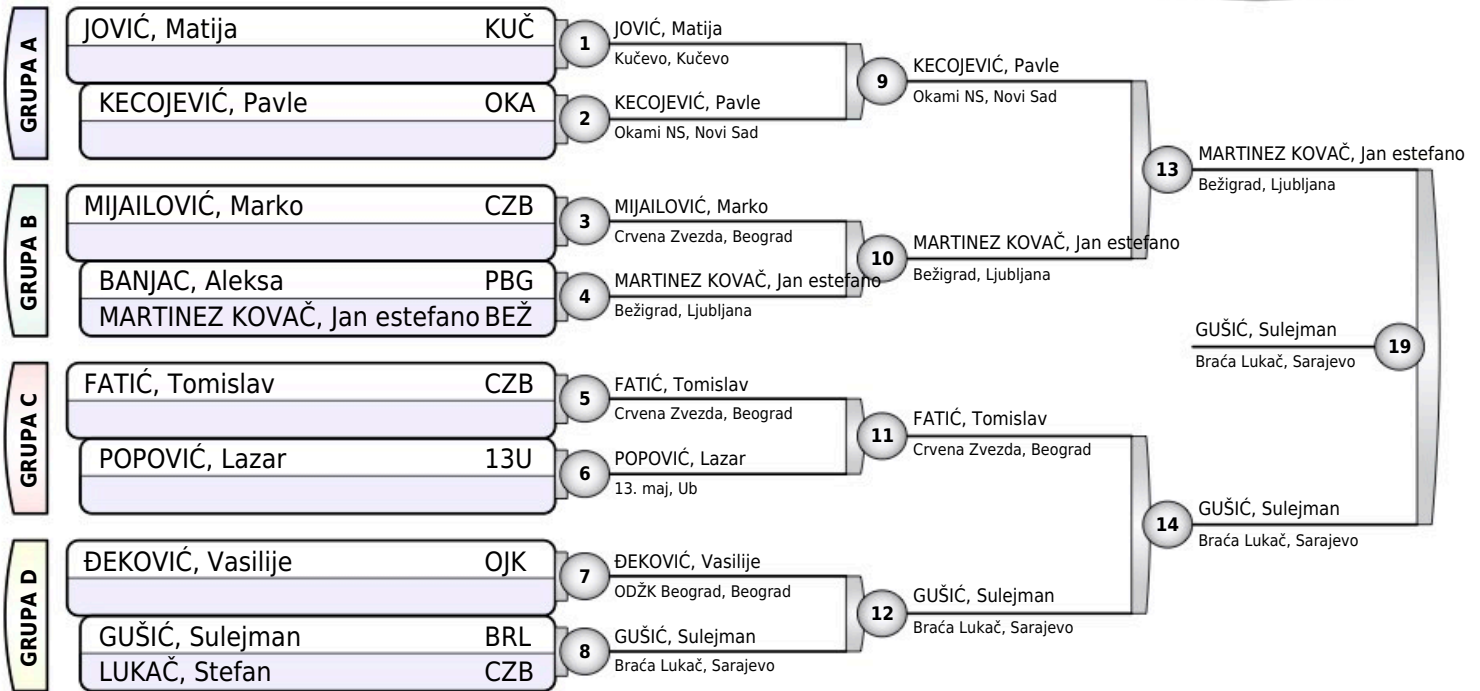 GRUPA A
JOVIĆ, Matija KUČ
KECOJEVIĆ, Pavle OKA
1
JOVIĆ, Matija
Kučevo, Kučevo
2
KECOJEVIĆ, Pavle
Okami NS, Novi Sad
9
KECOJEVIĆ, Pavle
Okami NS, Novi Sad
GRUPA B
MIJAILOVIĆ, Marko CZB
BANJAC, Aleksa PBG
MARTINEZ KOVAČ, Jan estefano BEŽ
3
MIJAILOVIĆ, Marko
Crvena Zvezda, Beograd
4
MARTINEZ KOVAČ, Jan estefano
Bežigrad, Ljubljana
10
MARTINEZ KOVAČ, Jan estefano
Bežigrad, Ljubljana
13
MARTINEZ KOVAČ, Jan estefano
Bežigrad, Ljubljana
GRUPA C
FATIĆ, Tomislav CZB
POPOVIĆ, Lazar 13U
5
FATIĆ, Tomislav
Crvena Zvezda, Beograd
6
POPOVIĆ, Lazar
13. maj, Ub
11
FATIĆ, Tomislav
Crvena Zvezda, Beograd
GRUPA D
ĐEKOVIĆ, Vasilije OJK
GUŠIĆ, Sulejman BRL
LUKAČ, Stefan CZB
7
ĐEKOVIĆ, Vasilije
ODŽK Beograd, Beograd
8
GUŠIĆ, Sulejman
Braća Lukač, Sarajevo
12
GUŠIĆ, Sulejman
Braća Lukač, Sarajevo
14
GUŠIĆ, Sulejman
Braća Lukač, Sarajevo
GUŠIĆ, Sulejman
Braća Lukač, Sarajevo
19